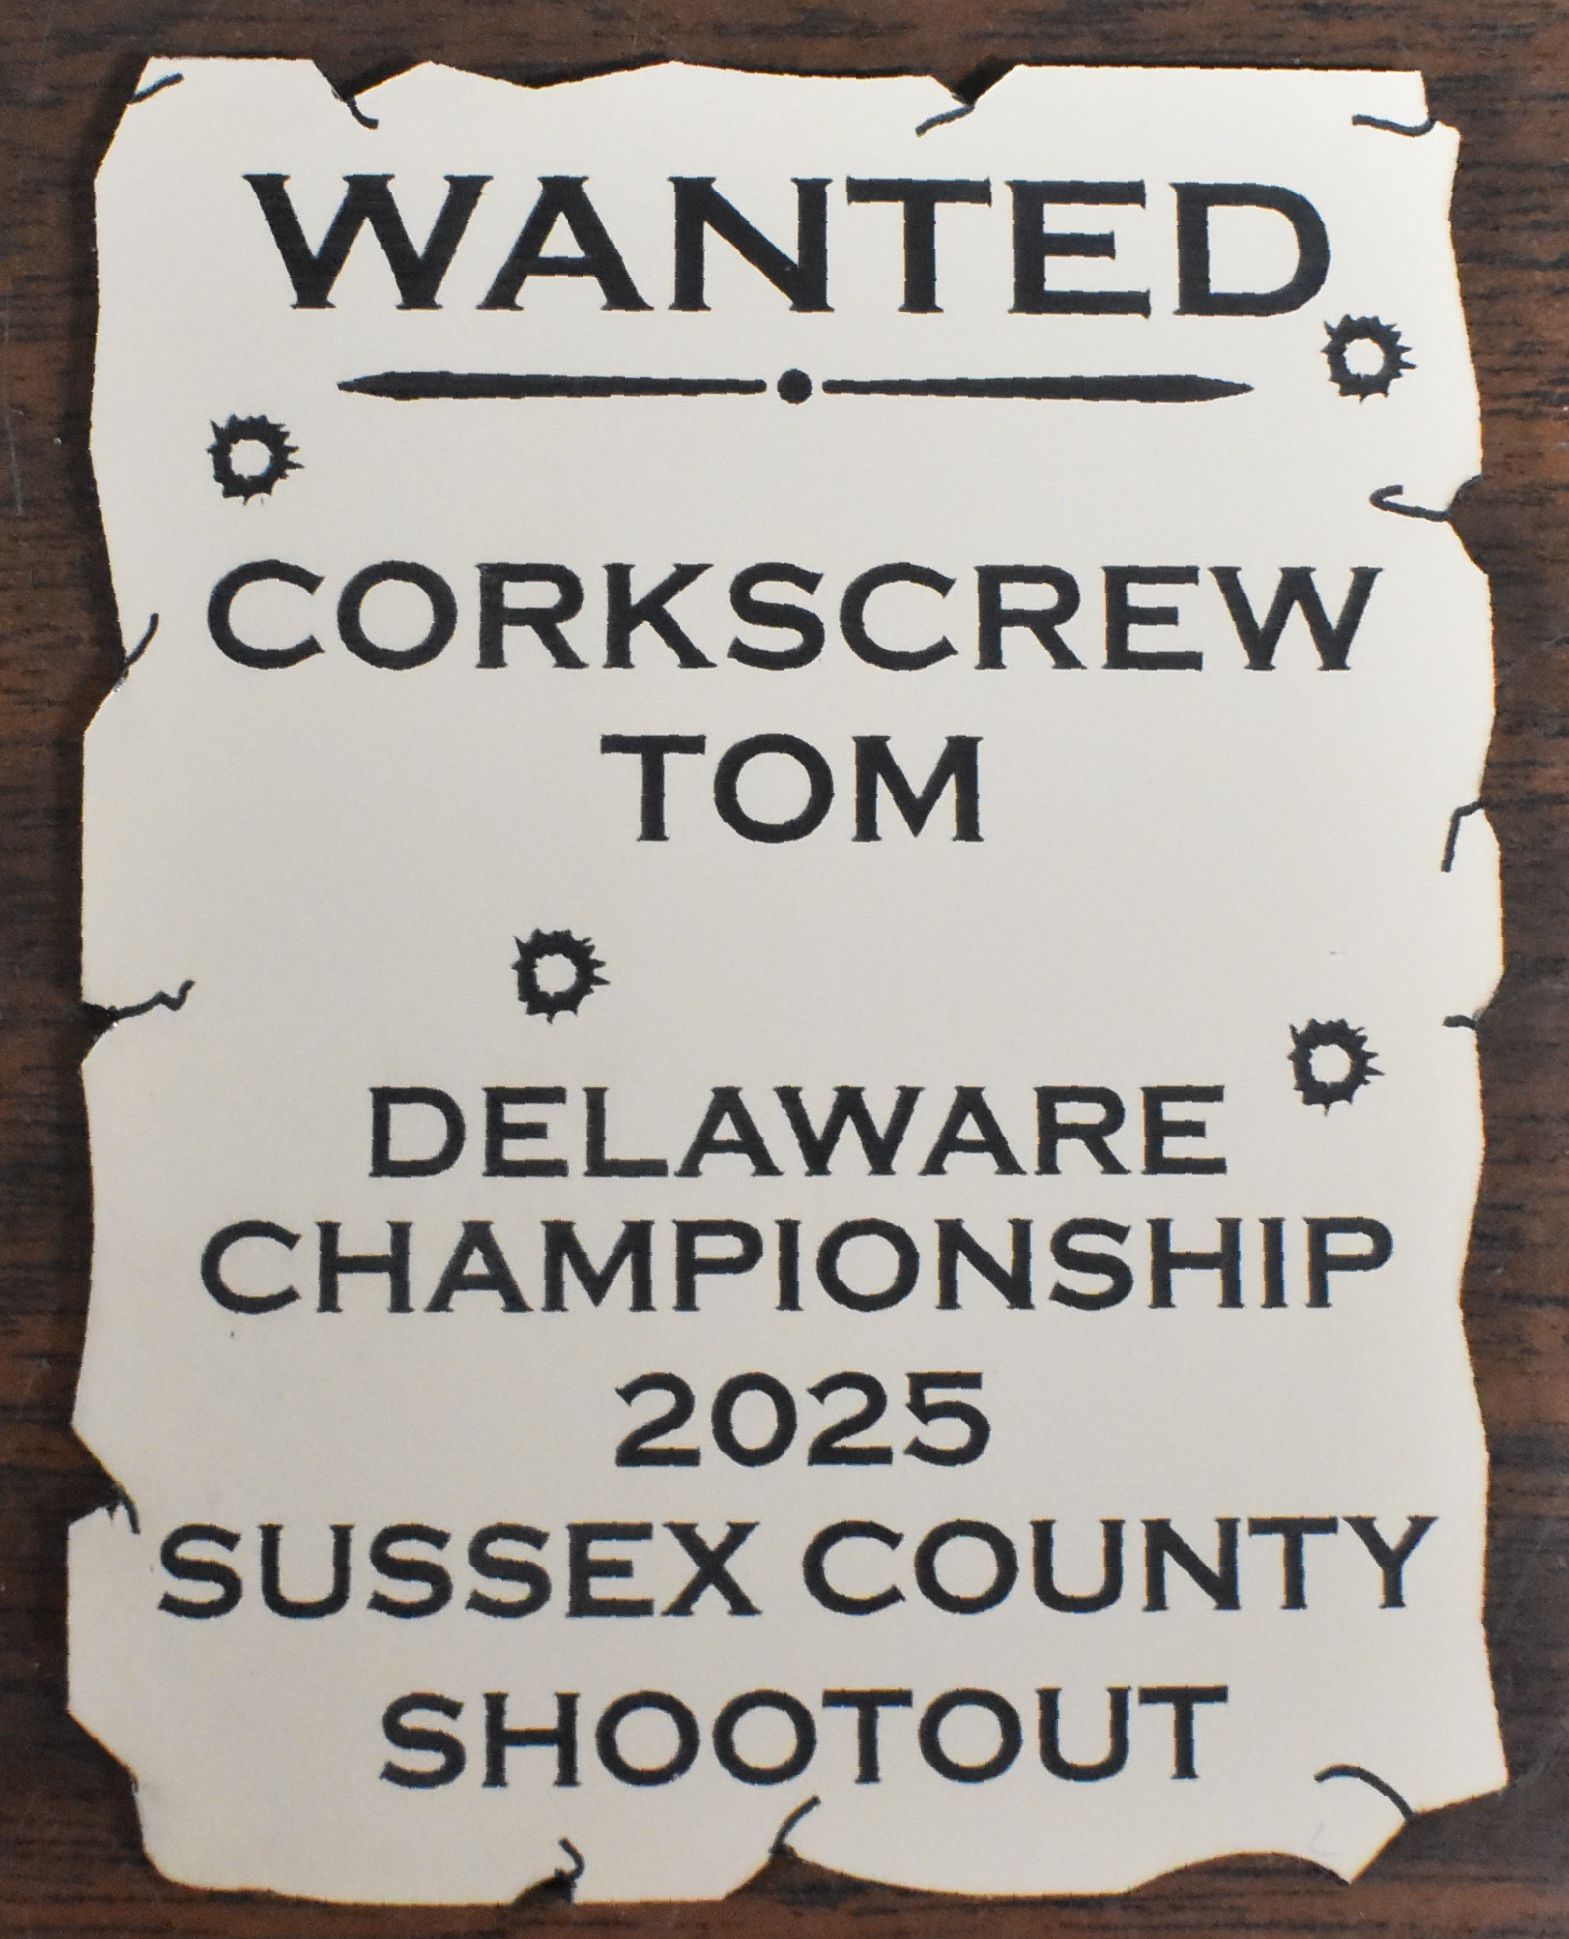 WANTED
CORKSCREW
TOM
DELAWARE
CHAMPIONSHIP
2025
SUSSEX COUNTY
SHOOTOUT